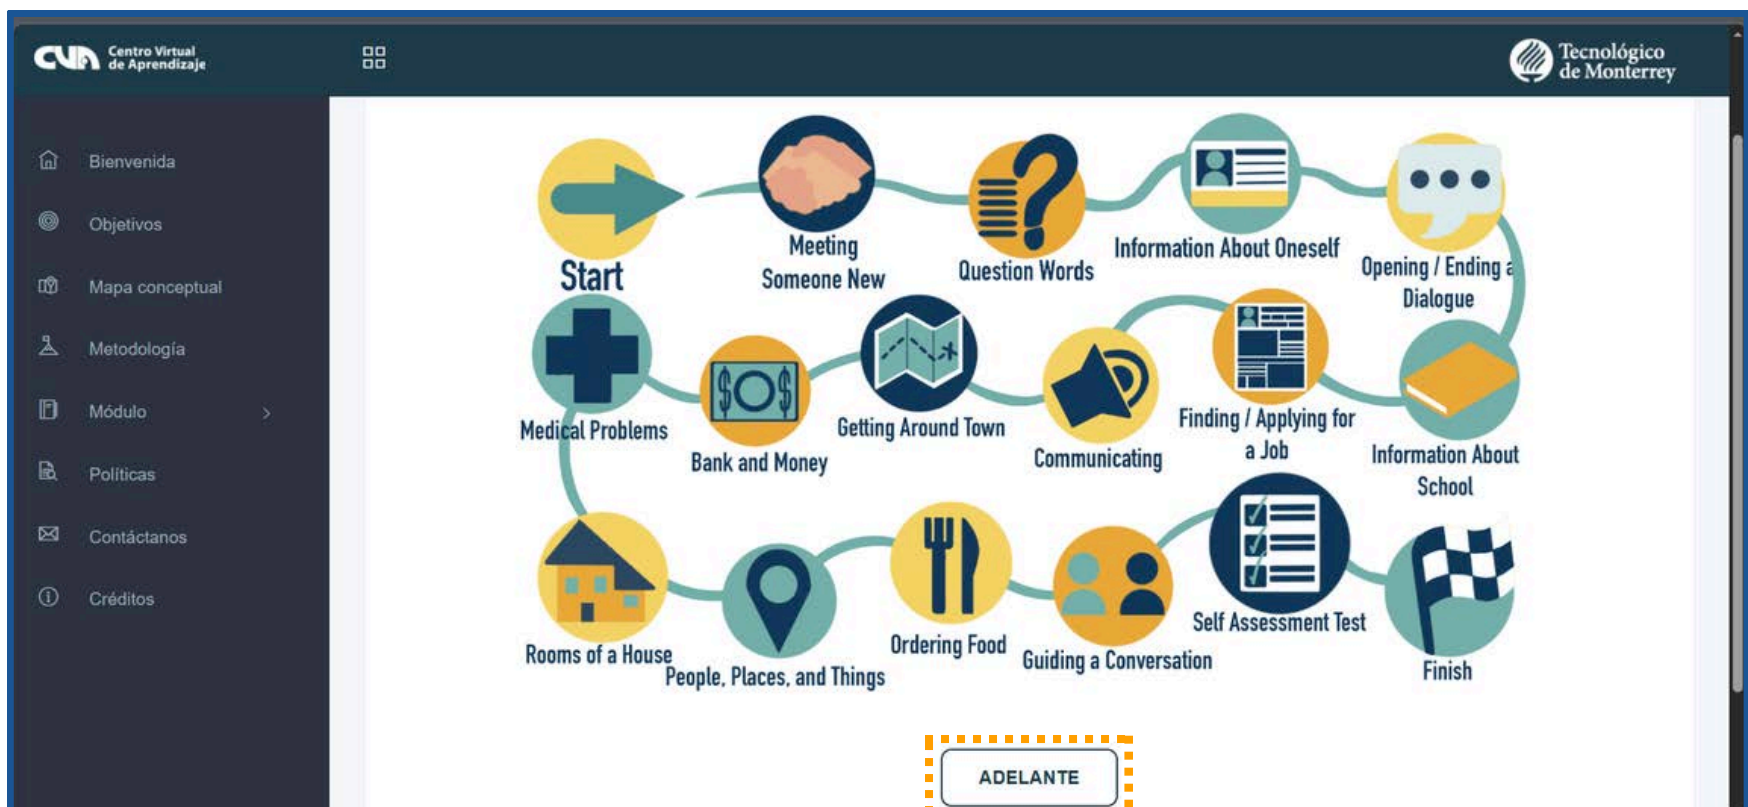 CVA Centro Virtual
de Aprendizaje
Tecnológico
de Monterrey
Bienvenida
Objetivos
Mapa conceptual
Metodología
Módulo
Políticas
Contáctanos
Créditos
Start
Meeting
Someone New
Question Words
Information About Oneself
Opening / Ending a
Dialogue
Medical Problems
Bank and Money
Getting Around Town
Communicating
Finding / Applying for
a Job
Information About
School
Rooms of a House
People, Places, and Things
Ordering Food
Guiding a Conversation
Self Assessment Test
Finish
ADELANTE